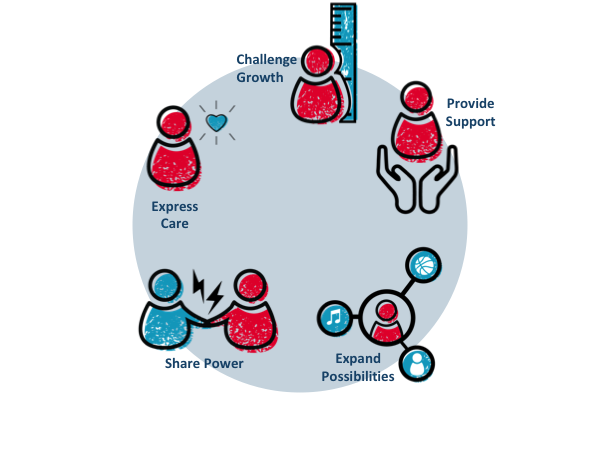 Challenge
Growth
Provide
Support
Express
Care
Share Power
Expand
Possibilities